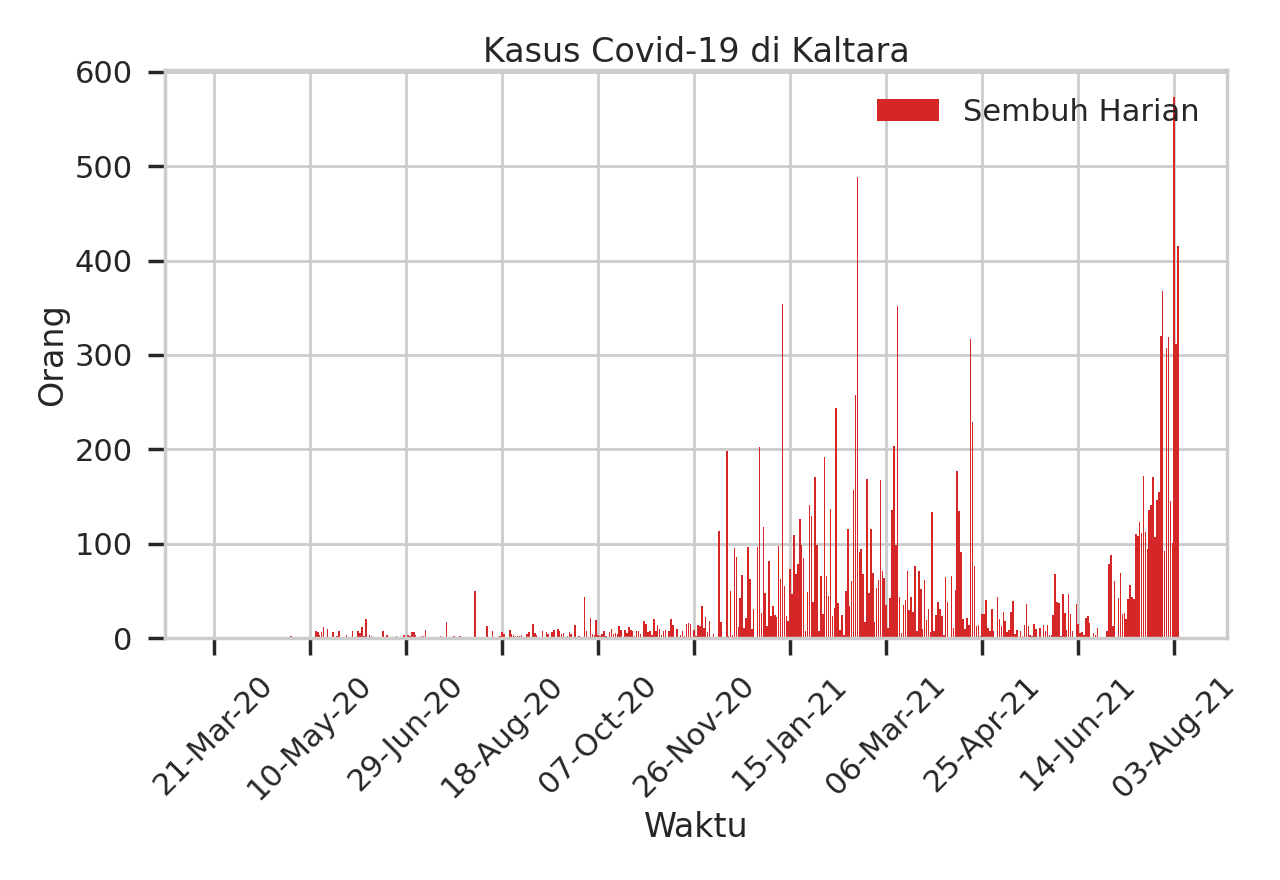 Kasus Covid-19 di Kaltara
Sembuh Harian
Orang
600
500
400
300
200
100
0
21-Mar-20
10-May-20
29-Jun-20
18-Aug-20
07-Oct-20
26-Nov-20
15-Jan-21
06-Mar-21
25-Apr-21
14-Jun-21
03-Aug-21
Waktu